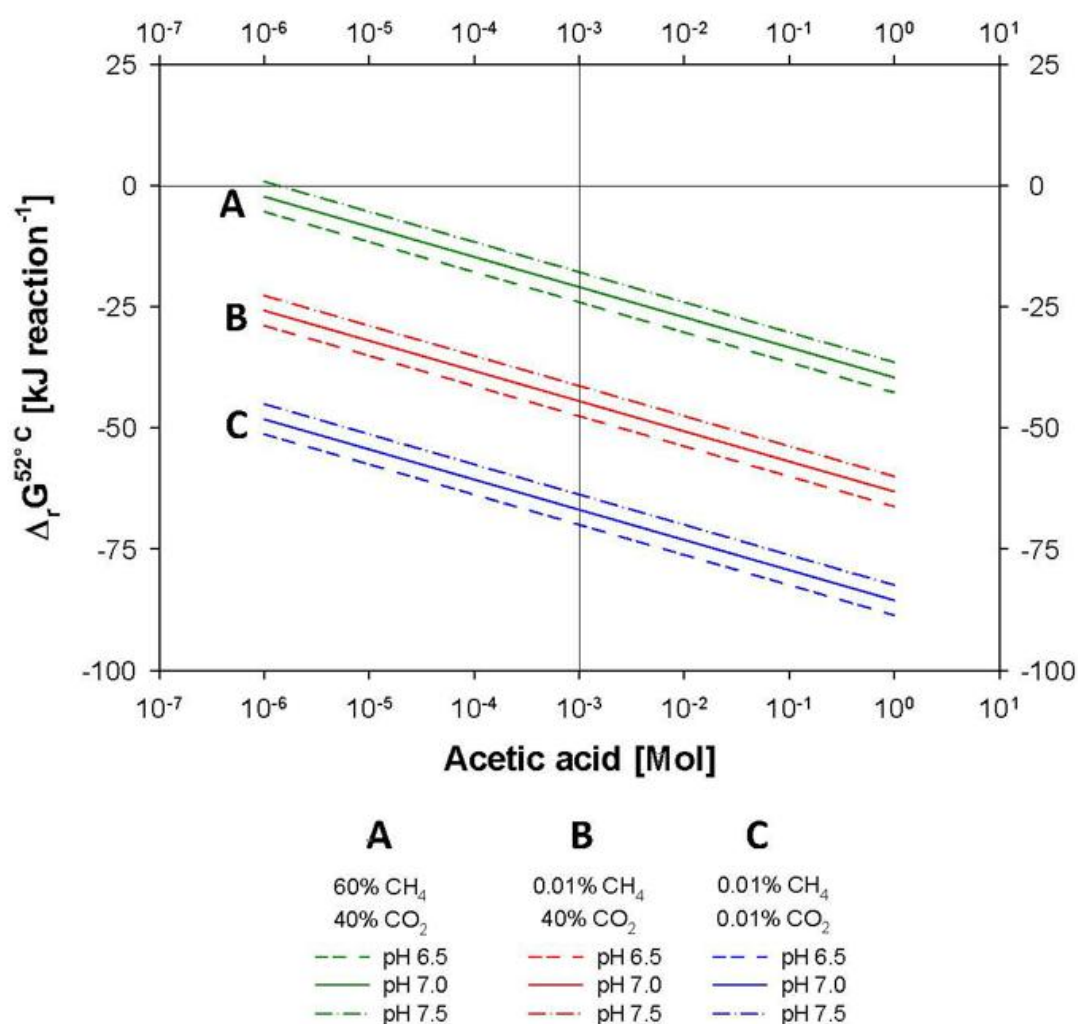 10⁻⁷ 10⁻⁶ 10⁻⁵ 10⁻⁴ 10⁻³ 10⁻² 10⁻¹ 10⁰ 10¹
25 25
0 0
-25 -25
-50 -50
-75 -75
-100 -100
ΔᵣG⁵²° ᶜ [kJ reaction⁻¹]
A
B
C
10⁻⁷ 10⁻⁶ 10⁻⁵ 10⁻⁴ 10⁻³ 10⁻² 10⁻¹ 10⁰ 10¹
Acetic acid [Mol]
A B C
60% CH₄ 0.01% CH₄ 0.01% CH₄
40% CO₂ 40% CO₂ 0.01% CO₂
pH 6.5 pH 6.5 pH 6.5
pH 7.0 pH 7.0 pH 7.0
pH 7.5 pH 7.5 pH 7.5